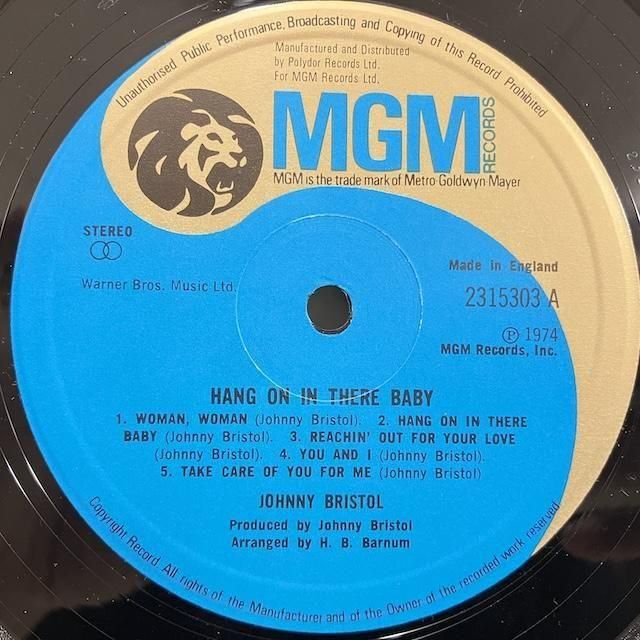 Unauthorised Public Performance, Broadcasting and Copying of this Record Prohibited
Manufactured and Distributed
by Polydor Records Ltd.
For MGM Records Ltd.
MGM
RECORDS
MGM is the trade mark of Metro-Goldwyn-Mayer
STEREO
Warner Bros. Music Ltd.
Made in England
2315303 A
℗ 1974
MGM Records, Inc.
HANG ON IN THERE BABY
1. WOMAN, WOMAN (Johnny Bristol). 2. HANG ON IN THERE
BABY (Johnny Bristol). 3. REACHIN' OUT FOR YOUR LOVE
(Johnny Bristol). 4. YOU AND I (Johnny Bristol).
5. TAKE CARE OF YOU FOR ME (Johnny Bristol)
JOHNNY BRISTOL
Produced by Johnny Bristol
Arranged by H. B. Barnum
Copyright Record All rights of the Manufacturer and of the Owner of the recorded work reserved